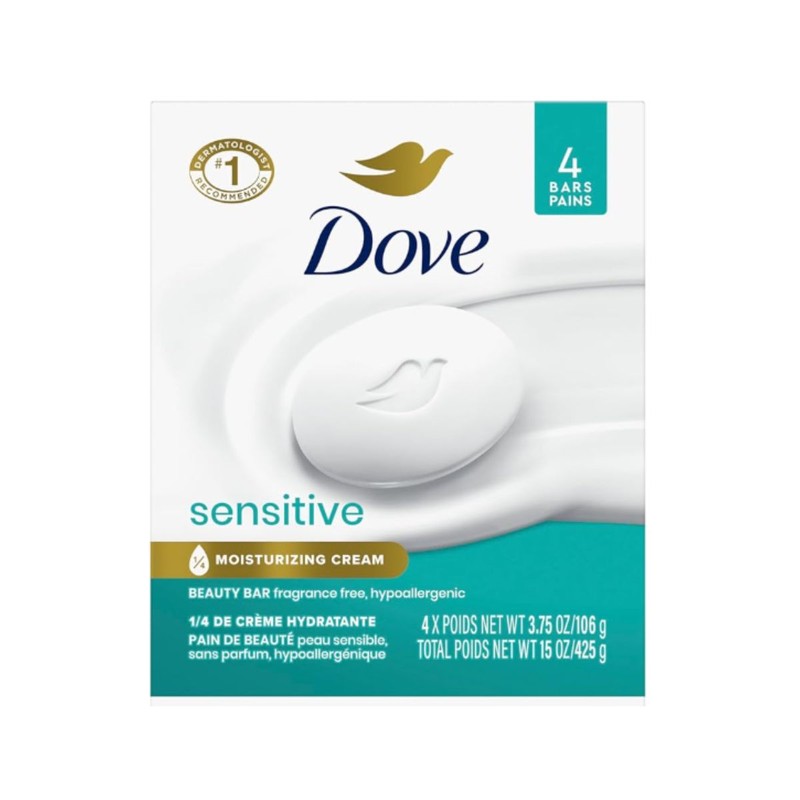 DERMATOLOGIST
#1
RECOMMENDED
4
BARS
PAINS
Dove
sensitive
1/4 MOISTURIZING CREAM
BEAUTY BAR fragrance free, hypoallergenic
1/4 DE CRÈME HYDRATANTE
PAIN DE BEAUTÉ peau sensible,
sans parfum, hypoallergénique
4 X POIDS NET WT 3.75 OZ/106 g
TOTAL POIDS NET WT 15 OZ/425 g